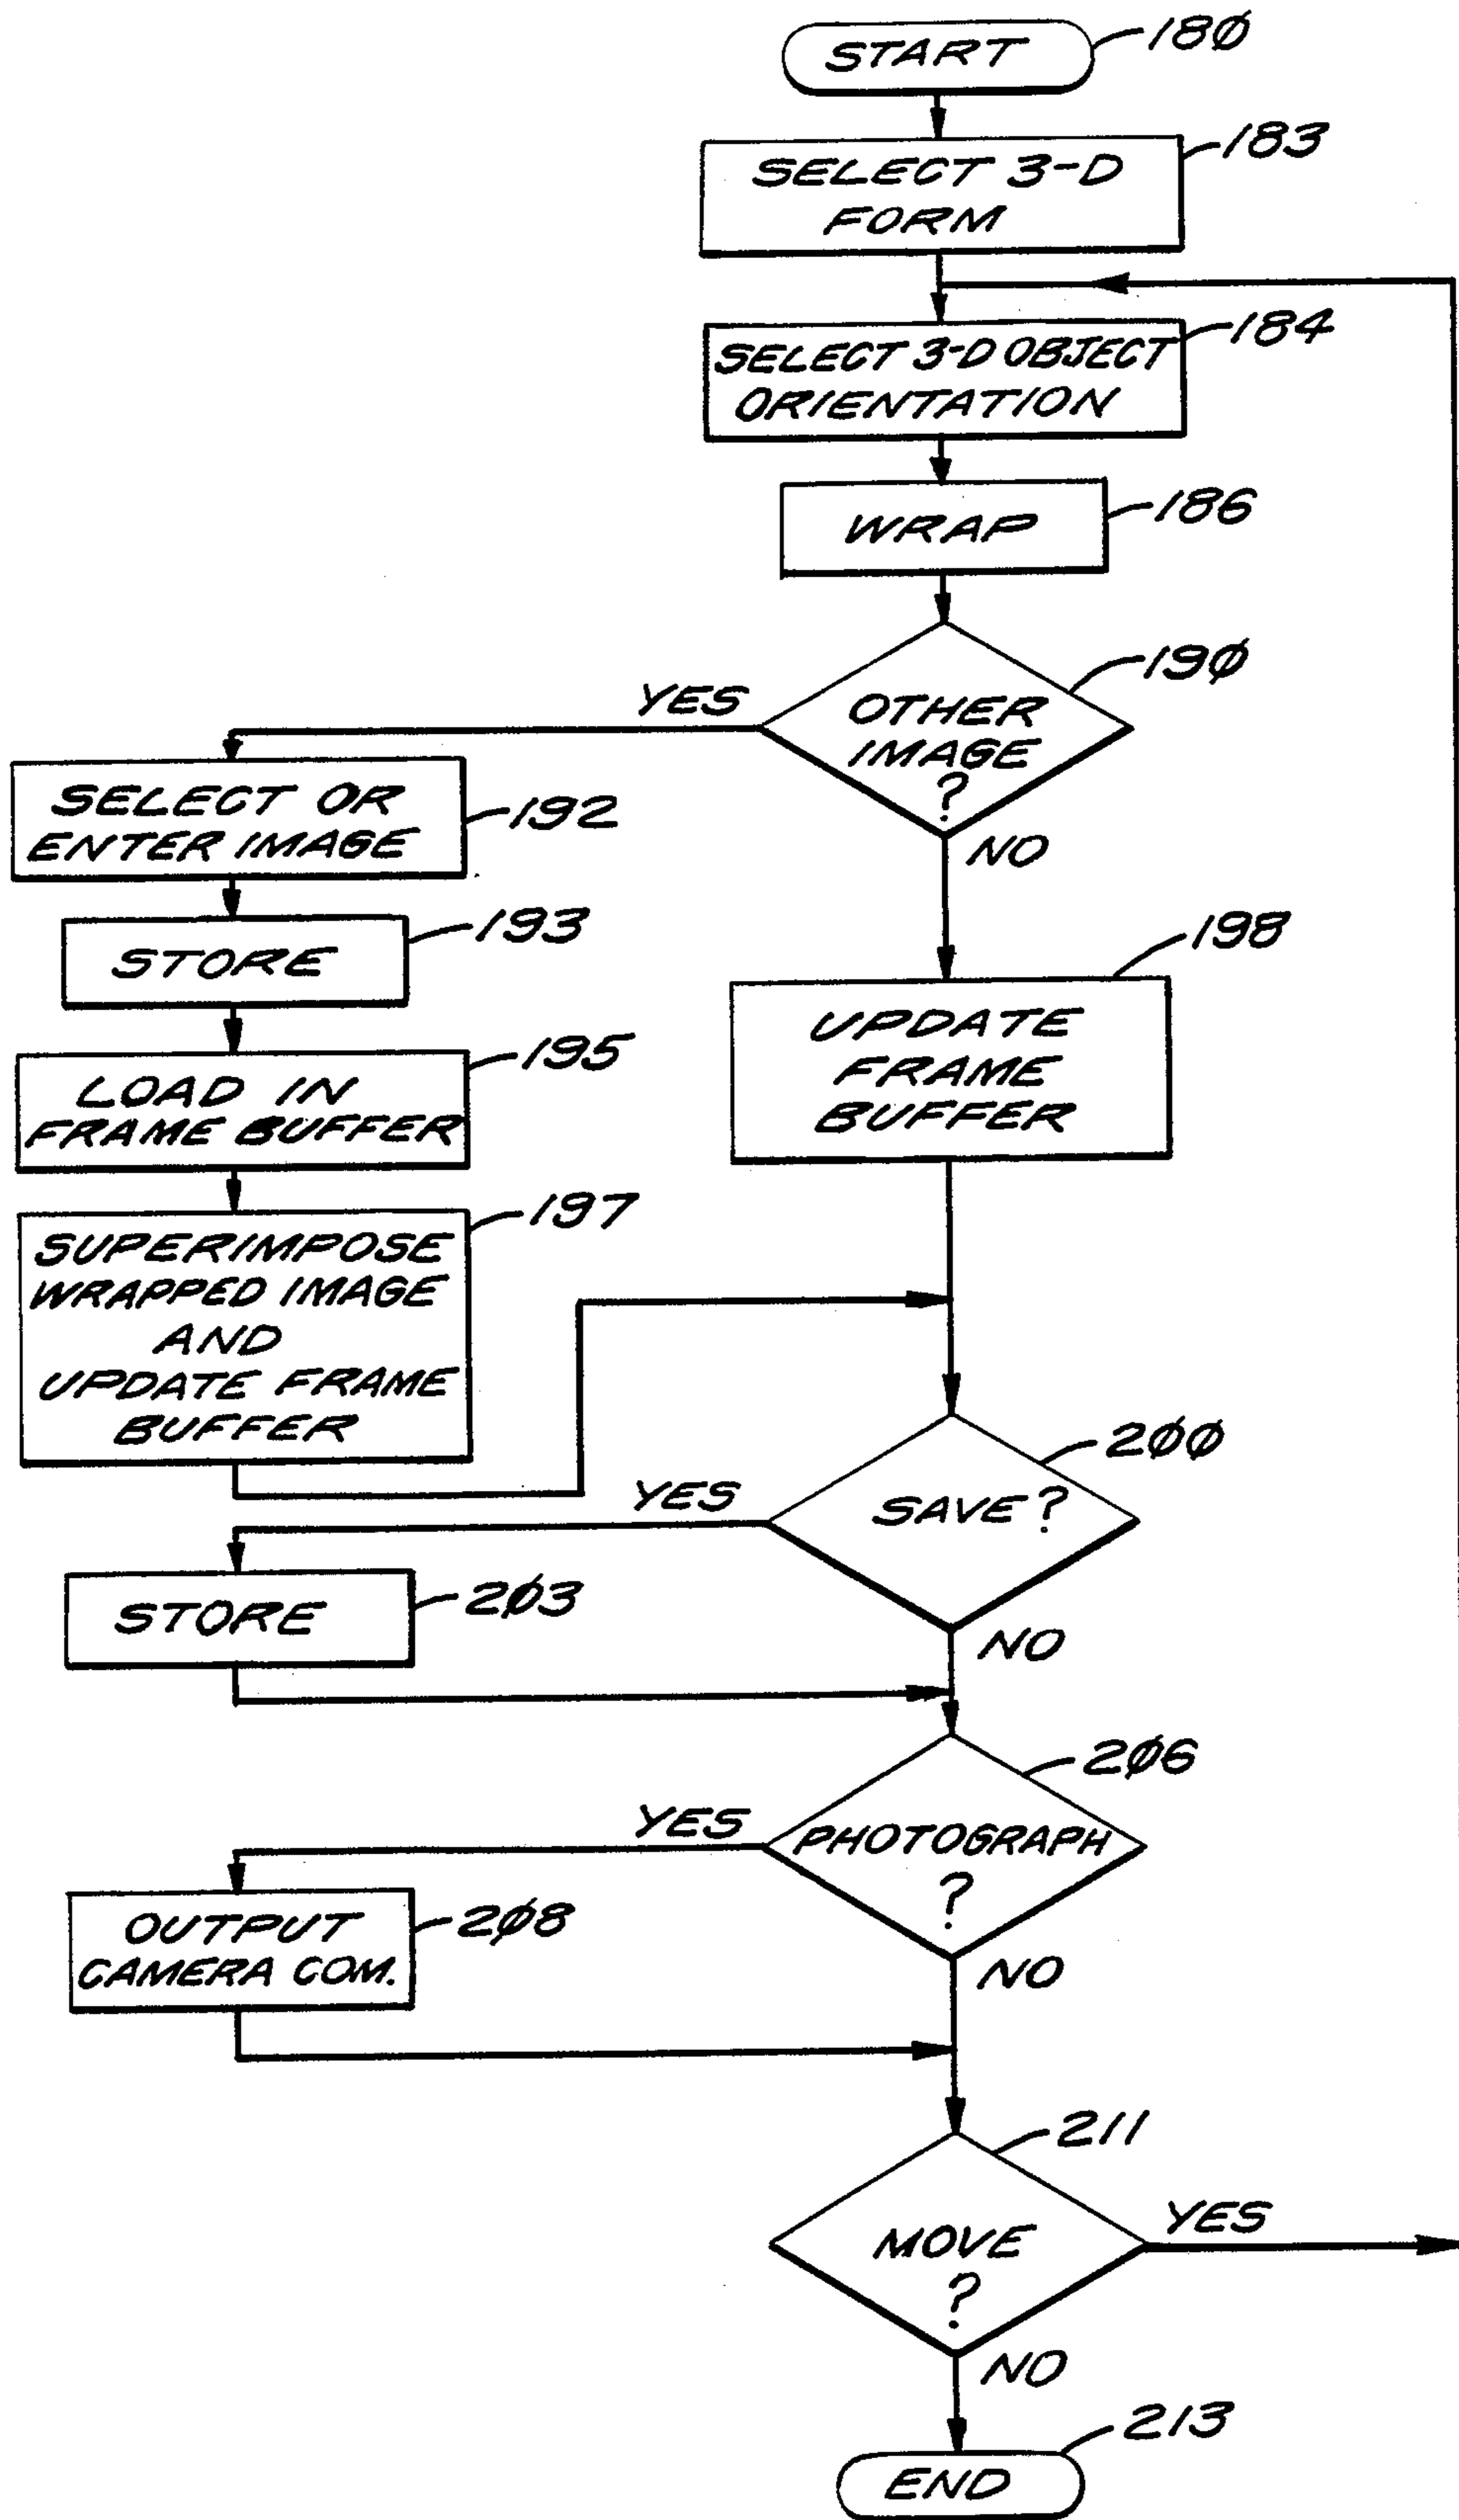 START
180
SELECT 3-D
FORM
183
SELECT 3-D OBJECT
ORIENTATION
184
WRAP
186
OTHER
IMAGE
?
190
YES
NO
SELECT OR
ENTER IMAGE
192
STORE
193
LOAD IN
FRAME BUFFER
195
SUPERIMPOSE
WRAPPED IMAGE
AND
UPDATE FRAME
BUFFER
197
UPDATE
FRAME
BUFFER
198
SAVE?
200
YES
NO
STORE
203
PHOTOGRAPH
?
206
YES
NO
OUTPUT
CAMERA COM.
208
MOVE
?
211
YES
NO
END
213